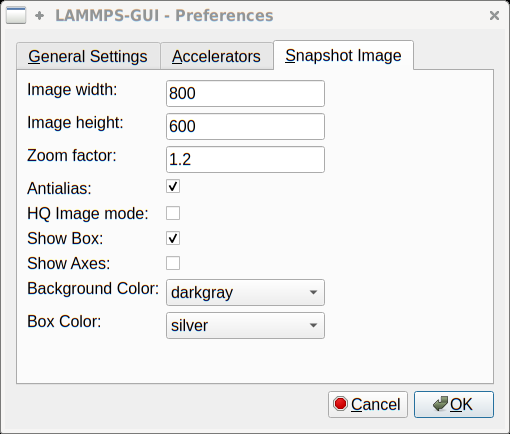 LAMMPS-GUI - Preferences
General Settings Accelerators Snapshot Image
Image width: 800
Image height: 600
Zoom factor: 1.2
Antialias:
HQ Image mode:
Show Box:
Show Axes:
Background Color: darkgray
Box Color: silver
Cancel OK